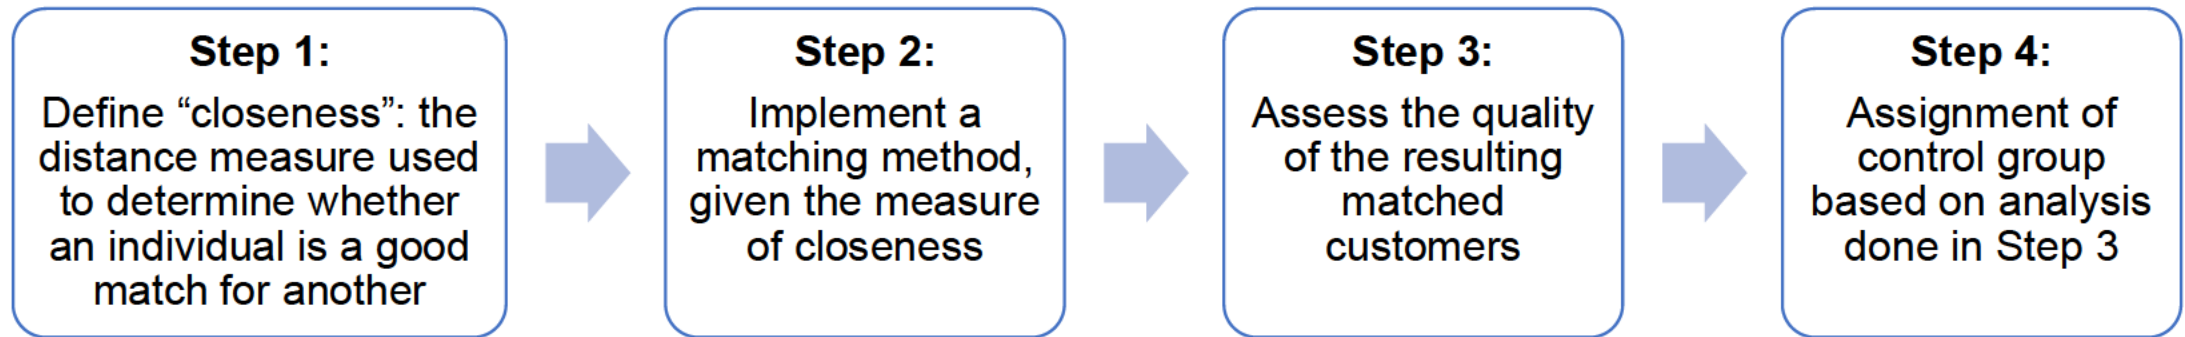 Step 1:
Define “closeness”: the
distance measure used
to determine whether
an individual is a good
match for another
Step 2:
Implement a
matching method,
given the measure
of closeness
Step 3:
Assess the quality
of the resulting
matched
customers
Step 4:
Assignment of
control group
based on analysis
done in Step 3